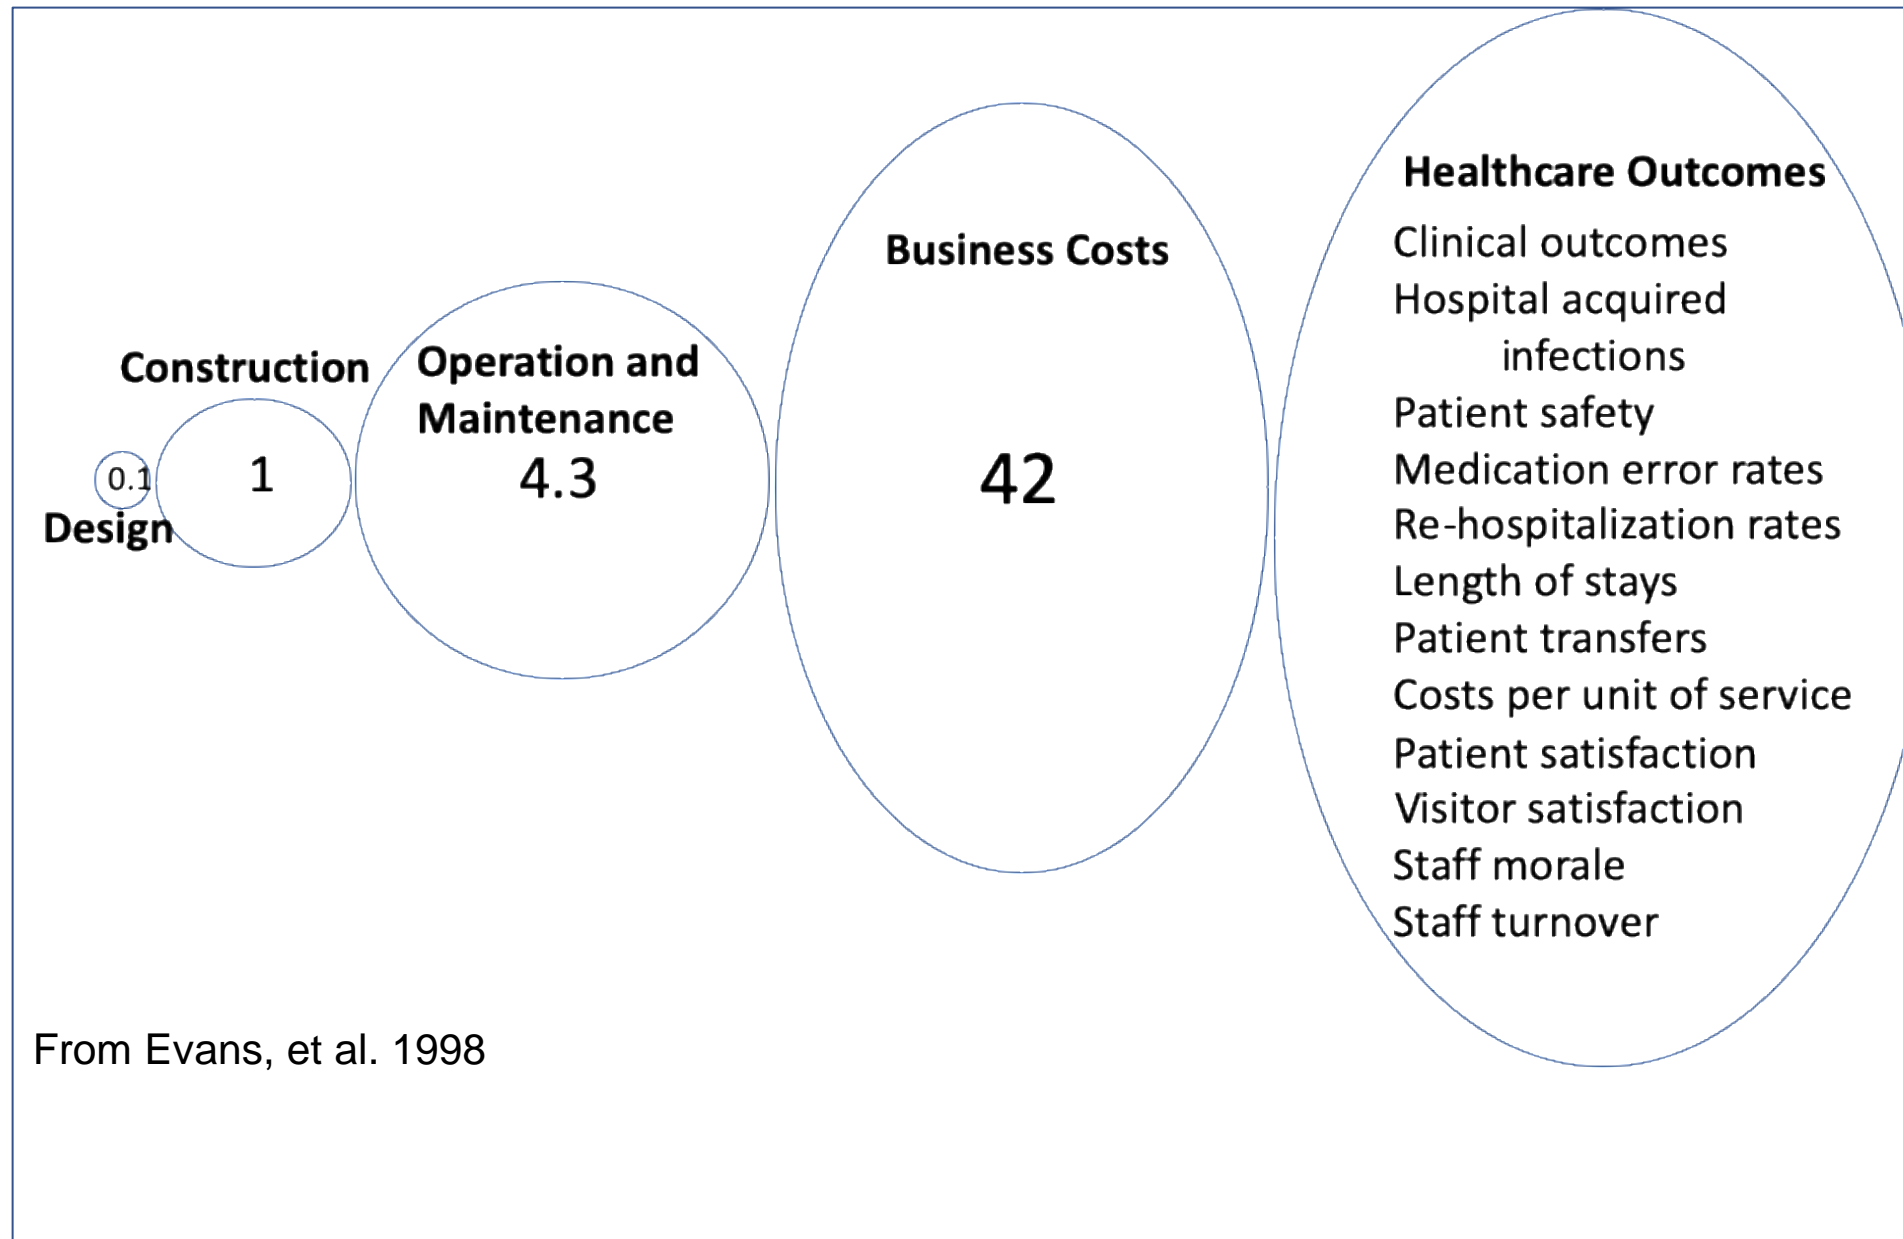 Design
0.1
Construction
1
Operation and
Maintenance
4.3
Business Costs
42
Healthcare Outcomes
Clinical outcomes
Hospital acquired
infections
Patient safety
Medication error rates
Re-hospitalization rates
Length of stays
Patient transfers
Costs per unit of service
Patient satisfaction
Visitor satisfaction
Staff morale
Staff turnover
From Evans, et al. 1998